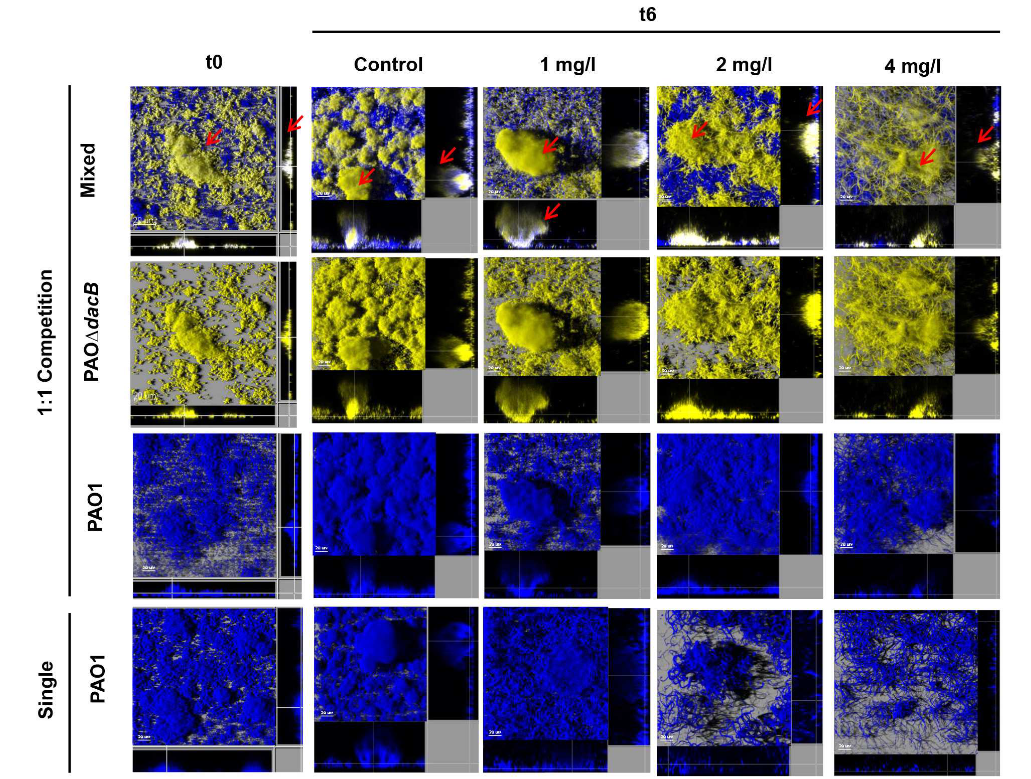 t6
t0
Control
1 mg/l
2 mg/l
4 mg/l
1:1 Competition
Mixed
PAOΔdacB
PAO1
Single
PAO1